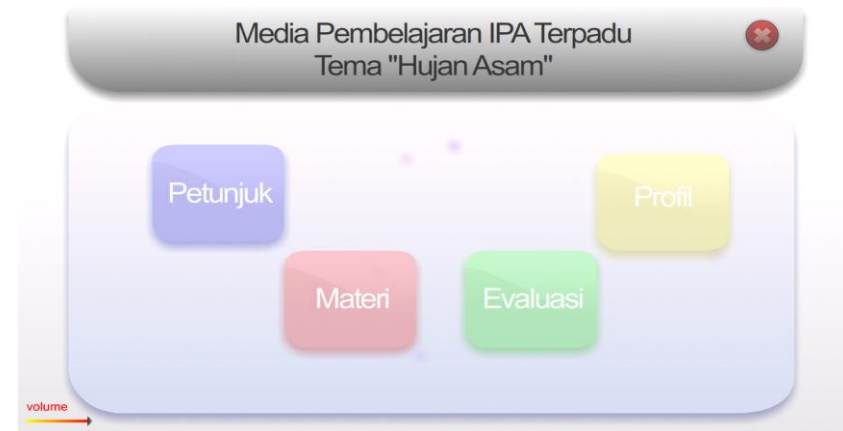 Media Pembelajaran IPA Terpadu
Tema "Hujan Asam"
Petunjuk
Profil
Materi
Evaluasi
volume